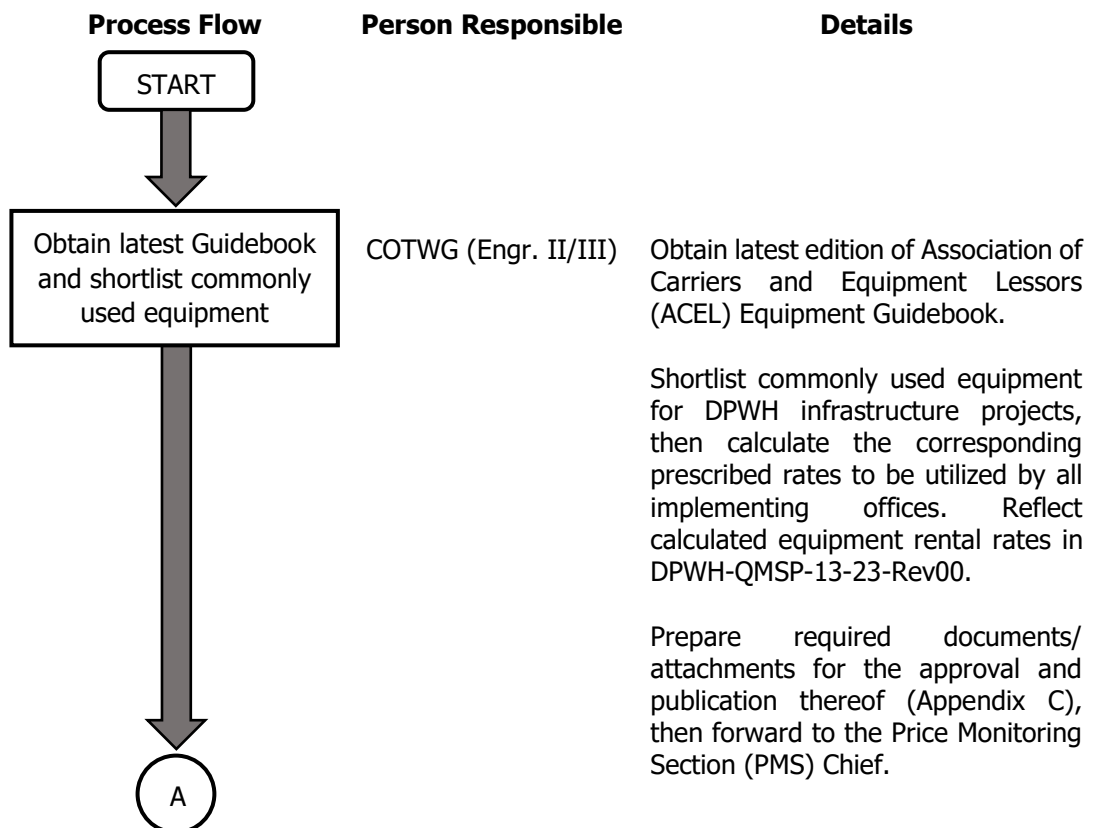 Process Flow Person Responsible Details
START
Obtain latest Guidebook
and shortlist commonly
used equipment
COTWG (Engr. II/III)
Obtain latest edition of Association of
Carriers and Equipment Lessors
(ACEL) Equipment Guidebook.
Shortlist commonly used equipment
for DPWH infrastructure projects,
then calculate the corresponding
prescribed rates to be utilized by all
implementing offices. Reflect
calculated equipment rental rates in
DPWH-QMSP-13-23-Rev00.
Prepare required documents/
attachments for the approval and
publication thereof (Appendix C),
then forward to the Price Monitoring
Section (PMS) Chief.
A